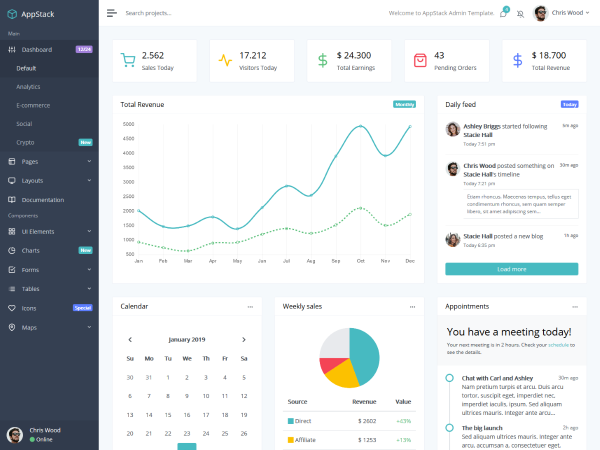 AppStack
Search projects...
Welcome to AppStack Admin Template.
4
Chris Wood
Main
Dashboard
12/24
Default
Analytics
E-commerce
Social
Crypto
New
Pages
Layouts
Documentation
Components
UI Elements
Charts
New
Forms
Tables
Icons
Special
Maps
Chris Wood
Online
2.562
Sales Today
17.212
Visitors Today
$ 24.300
Total Earnings
43
Pending Orders
$ 18.700
Total Revenue
Total Revenue
Monthly
5000
4500
4000
3500
3000
2500
2000
1500
1000
500
Jan Feb Mar Apr May Jun Jul Aug Sep Oct Nov Dec
Daily feed
Today
Ashley Briggs started following
5m ago
Stacie Hall
Today 7:51 pm
Chris Wood posted something on
30m ago
Stacie Hall's timeline
Today 7:21 pm
Etiam rhoncus. Maecenas tempus, tellus eget
condimentum rhoncus, sem quam semper
libero, sit amet adipiscing sem...
Stacie Hall posted a new blog
1h ago
Today 6:35 pm
Load more
Calendar
January 2019
Su Mo Tu We Th Fr Sa
30 31 1 2 3 4 5
6 7 8 9 10 11 12
13 14 15 16 17 18 19
20 21 22 23 24 25 26
Weekly sales
Source Revenue Value
Direct $ 2602 +43%
Affiliate $ 1253 +13%
Appointments
You have a meeting today!
Your next meeting is in 2 hours. Check your schedule to
see the details.
Chat with Carl and Ashley
30m ago
Nam pretium turpis et arcu. Duis arcu
tortor, suscipit eget, imperdiet nec,
imperdiet iaculis, ipsum. Sed aliquam
ultrices mauris. Integer ante arcu...
The big launch
2h ago
Sed aliquam ultrices mauris. Integer ante
arcu, accumsan a, consectetuer eget,